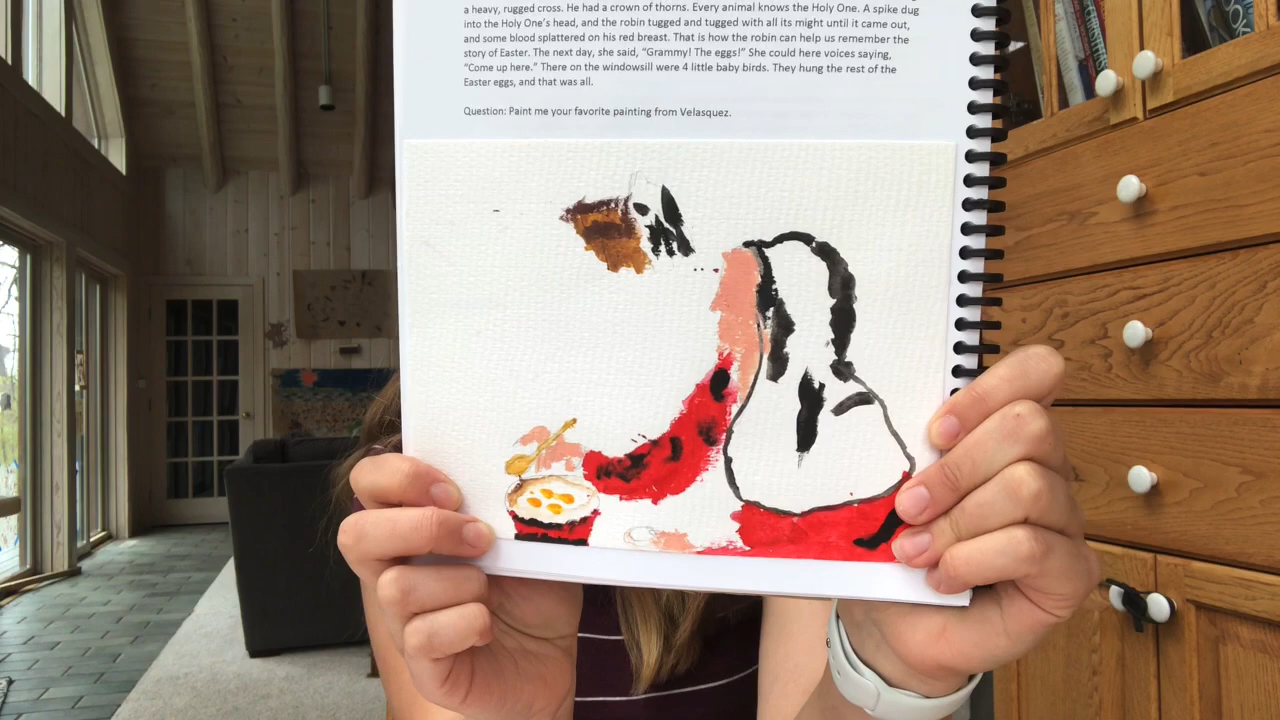 a heavy, rugged cross. He had a crown of thorns. Every animal knows the Holy One. A spike dug
into the Holy One's head, and the robin tugged and tugged with all its might until it came out,
and some blood splattered on his red breast. That is how the robin can help us remember the
story of Easter. The next day, she said, “Grammy! The eggs!” She could here voices saying,
“Come up here.” There on the windowsill were 4 little baby birds. They hung the rest of the
Easter eggs, and that was all.
Question: Paint me your favorite painting from Velasquez.